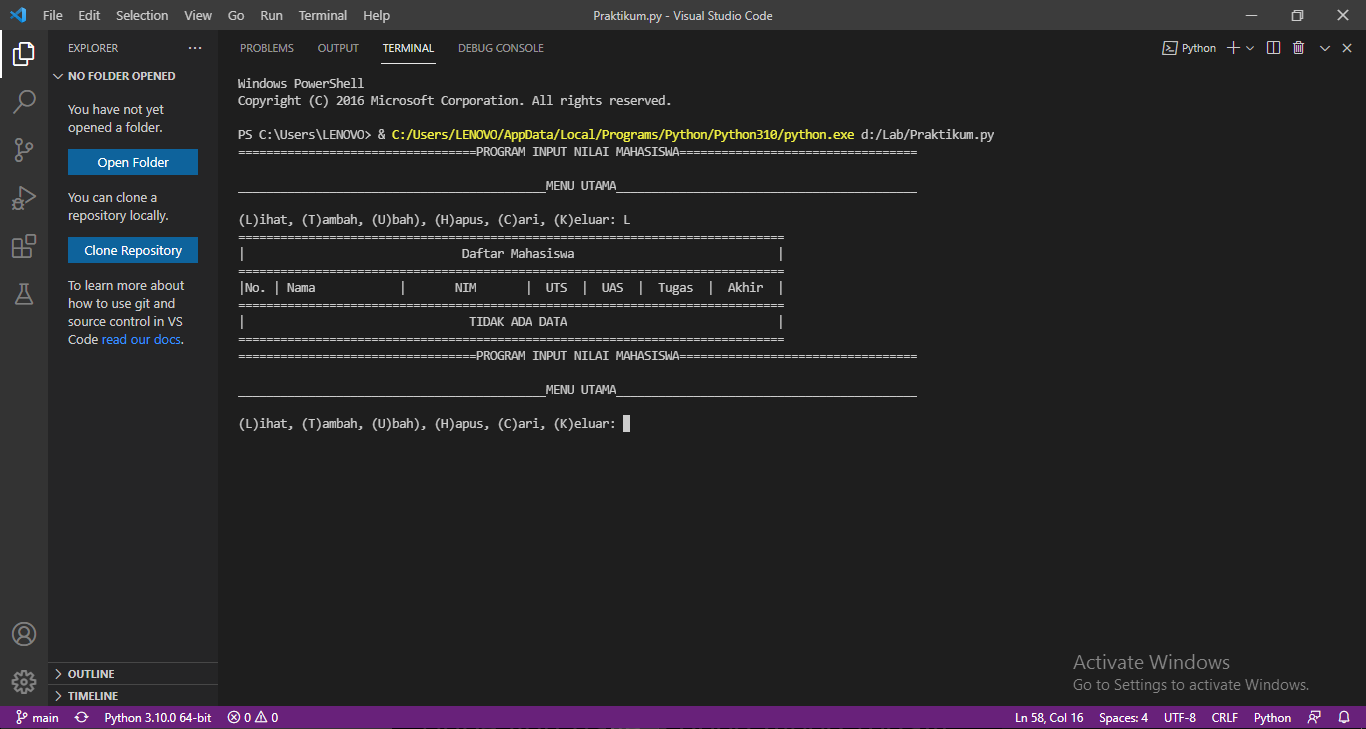 File Edit Selection View Go Run Terminal Help
Praktikum.py - Visual Studio Code
EXPLORER
NO FOLDER OPENED
You have not yet
opened a folder.
Open Folder
You can clone a
repository locally.
Clone Repository
To learn more about
how to use git and
source control in VS
Code read our docs.
OUTLINE
TIMELINE
PROBLEMS OUTPUT TERMINAL DEBUG CONSOLE
Python
Windows PowerShell
Copyright (C) 2016 Microsoft Corporation. All rights reserved.
PS C:\Users\LENOVO> & C:/Users/LENOVO/AppData/Local/Programs/Python/Python310/python.exe d:/Lab/Praktikum.py
==================================PROGRAM INPUT NILAI MAHASISWA==================================
____________________________________________MENU UTAMA___________________________________________
(L)ihat, (T)ambah, (U)bah), (H)apus, (C)ari, (K)eluar: L
==============================================================================
| Daftar Mahasiswa |
==============================================================================
|No. | Nama | NIM | UTS | UAS | Tugas | Akhir |
==============================================================================
| TIDAK ADA DATA |
==============================================================================
==================================PROGRAM INPUT NILAI MAHASISWA==================================
____________________________________________MENU UTAMA___________________________________________
(L)ihat, (T)ambah, (U)bah), (H)apus, (C)ari, (K)eluar:
Activate Windows
Go to Settings to activate Windows.
main Python 3.10.0 64-bit 0 0 Ln 58, Col 16 Spaces: 4 UTF-8 CRLF Python